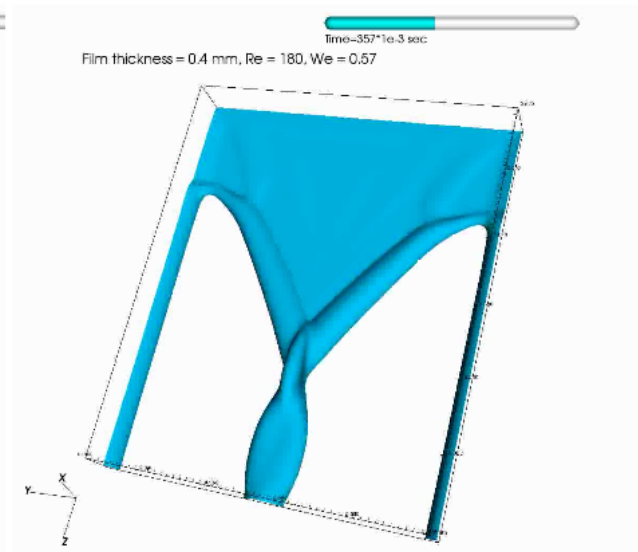 Time=357*1e-3 sec
Film thickness = 0.4 mm, Re = 180, We = 0.57
X
Y
Z